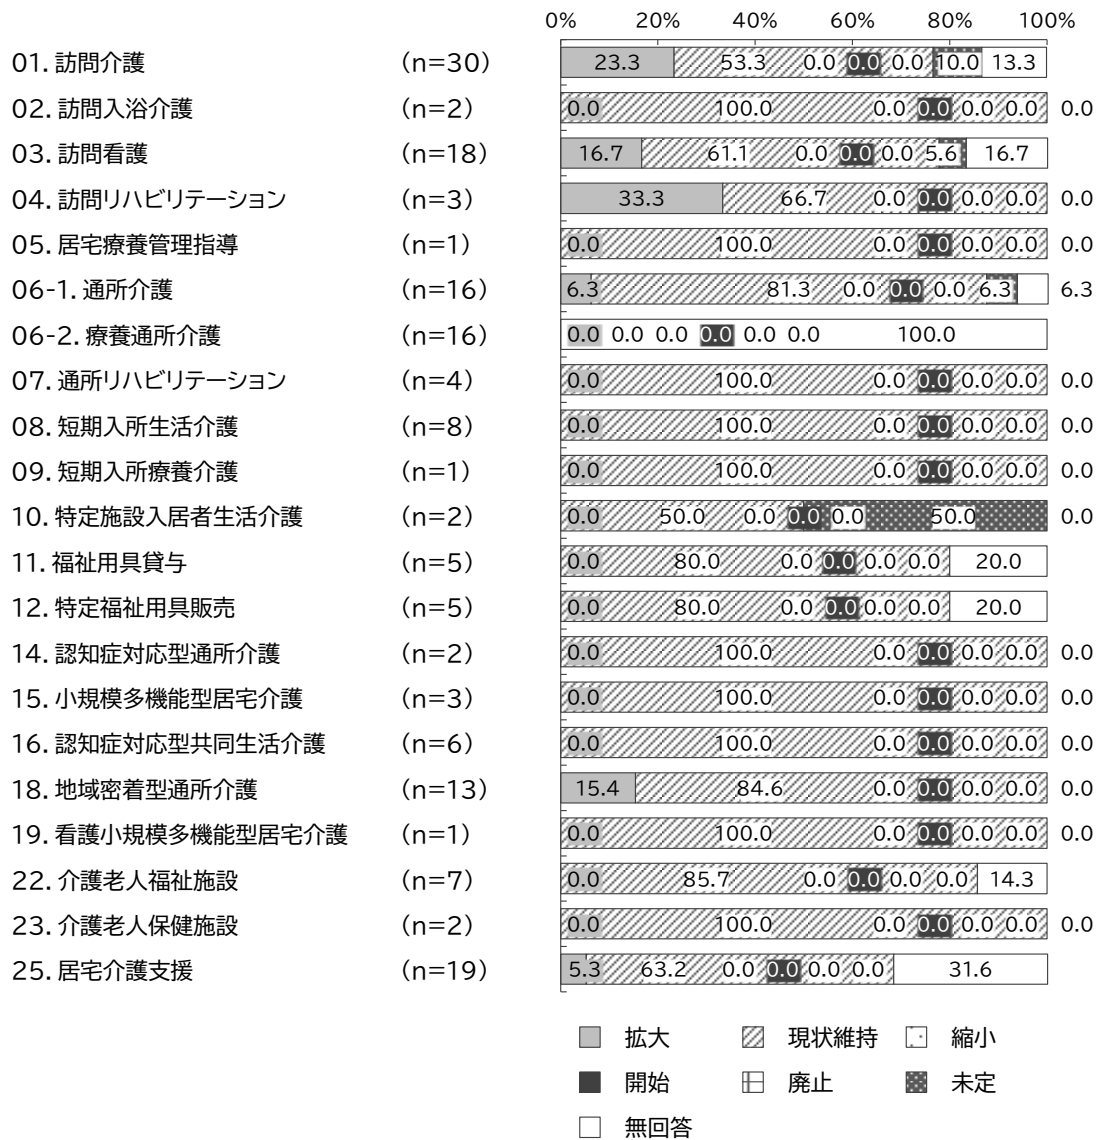 0% 20% 40% 60% 80% 100%
01. 訪問介護 (n=30) 23.3 53.3 0.0 0.0 0.0 10.0 13.3
02. 訪問入浴介護 (n=2) 0.0 100.0 0.0 0.0 0.0 0.0 0.0
03. 訪問看護 (n=18) 16.7 61.1 0.0 0.0 0.0 5.6 16.7
04. 訪問リハビリテーション (n=3) 33.3 66.7 0.0 0.0 0.0 0.0 0.0
05. 居宅療養管理指導 (n=1) 0.0 100.0 0.0 0.0 0.0 0.0 0.0
06-1. 通所介護 (n=16) 6.3 81.3 0.0 0.0 0.0 6.3 6.3
06-2. 療養通所介護 (n=16) 0.0 0.0 0.0 0.0 0.0 0.0 100.0
07. 通所リハビリテーション (n=4) 0.0 100.0 0.0 0.0 0.0 0.0 0.0
08. 短期入所生活介護 (n=8) 0.0 100.0 0.0 0.0 0.0 0.0 0.0
09. 短期入所療養介護 (n=1) 0.0 100.0 0.0 0.0 0.0 0.0 0.0
10. 特定施設入居者生活介護 (n=2) 0.0 50.0 0.0 0.0 0.0 50.0 0.0
11. 福祉用具貸与 (n=5) 0.0 80.0 0.0 0.0 0.0 0.0 20.0
12. 特定福祉用具販売 (n=5) 0.0 80.0 0.0 0.0 0.0 0.0 20.0
14. 認知症対応型通所介護 (n=2) 0.0 100.0 0.0 0.0 0.0 0.0 0.0
15. 小規模多機能型居宅介護 (n=3) 0.0 100.0 0.0 0.0 0.0 0.0 0.0
16. 認知症対応型共同生活介護 (n=6) 0.0 100.0 0.0 0.0 0.0 0.0 0.0
18. 地域密着型通所介護 (n=13) 15.4 84.6 0.0 0.0 0.0 0.0 0.0
19. 看護小規模多機能型居宅介護 (n=1) 0.0 100.0 0.0 0.0 0.0 0.0 0.0
22. 介護老人福祉施設 (n=7) 0.0 85.7 0.0 0.0 0.0 0.0 14.3
23. 介護老人保健施設 (n=2) 0.0 100.0 0.0 0.0 0.0 0.0 0.0
25. 居宅介護支援 (n=19) 5.3 63.2 0.0 0.0 0.0 0.0 31.6
拡大 現状維持 縮小
開始 廃止 未定
無回答